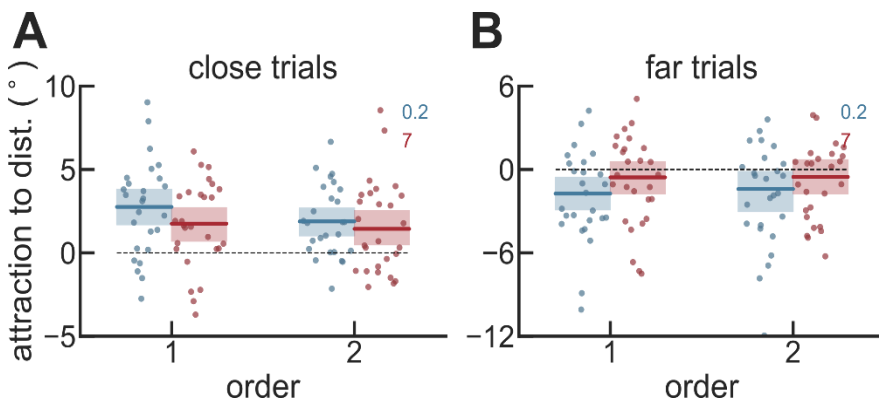 A
close trials
attraction to dist. (°)
10
5
0
−5
0.2
7
1
2
order
B
far trials
6
0
−6
−12
0.2
7
1
2
order